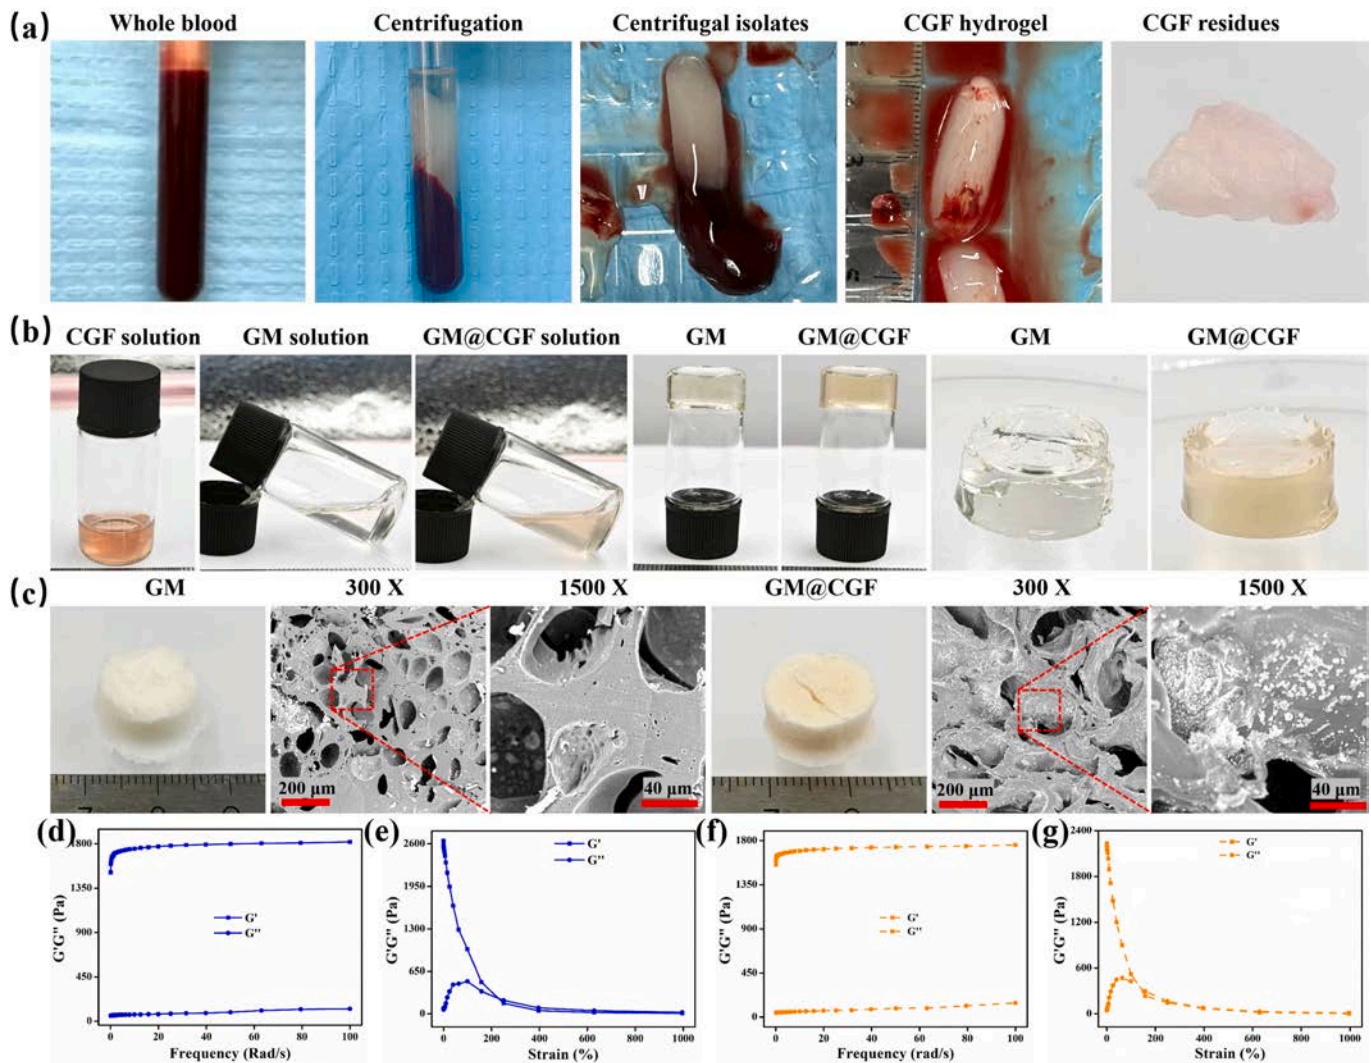 (a) Whole blood Centrifugation Centrifugal isolates CGF hydrogel CGF residues
(b) CGF solution GM solution GM@CGF solution GM GM@CGF GM GM@CGF
(c) GM 300 X 1500 X GM@CGF 300 X 1500 X
200 μm 40 μm 200 μm 40 μm
(d)
G'G" (Pa)
1800
1350
900
450
0
G'
G''
0 20 40 60 80 100
Frequency (Rad/s)
(e)
G'G" (Pa)
2600
1950
1300
650
0
G'
G''
0 200 400 600 800 1000
Strain (%)
(f)
G'G" (Pa)
1800
1350
900
450
0
G'
G''
0 20 40 60 80 100
Frequency (rad/s)
(g)
G'G" (Pa)
2400
1800
1200
600
0
G'
G''
0 200 400 600 800 1000
Strain (%)